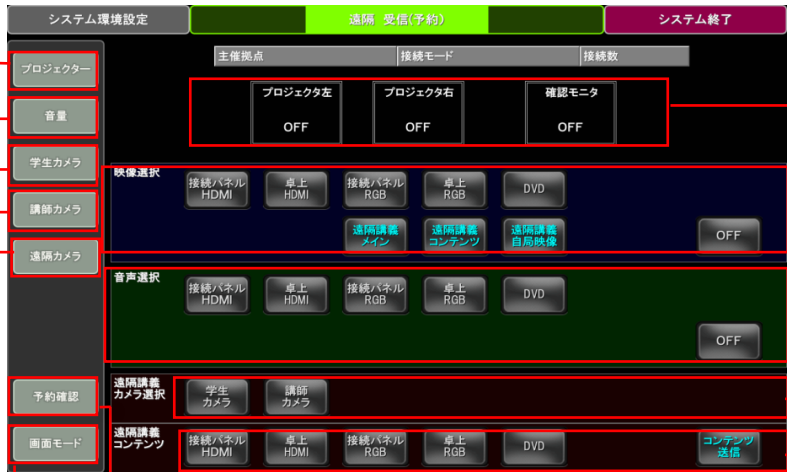 システム環境設定
遠隔 受信(予約)
システム終了
プロジェクター
音量
学生カメラ
講師カメラ
遠隔カメラ
予約確認
画面モード
主催拠点 接続モード 接続数
プロジェクタ左 プロジェクタ右 確認モニタ
OFF OFF OFF
映像選択
接続パネル
HDMI
卓上
HDMI
接続パネル
RGB
卓上
RGB
DVD
遠隔講義
メイン
遠隔講義
コンテンツ
遠隔講義
自局映像
OFF
音声選択
接続パネル
HDMI
卓上
HDMI
接続パネル
RGB
卓上
RGB
DVD
OFF
遠隔講義
カメラ選択
学生
カメラ
講師
カメラ
遠隔講義
コンテンツ
接続パネル
HDMI
卓上
HDMI
接続パネル
RGB
卓上
RGB
DVD
コンテンツ
送信